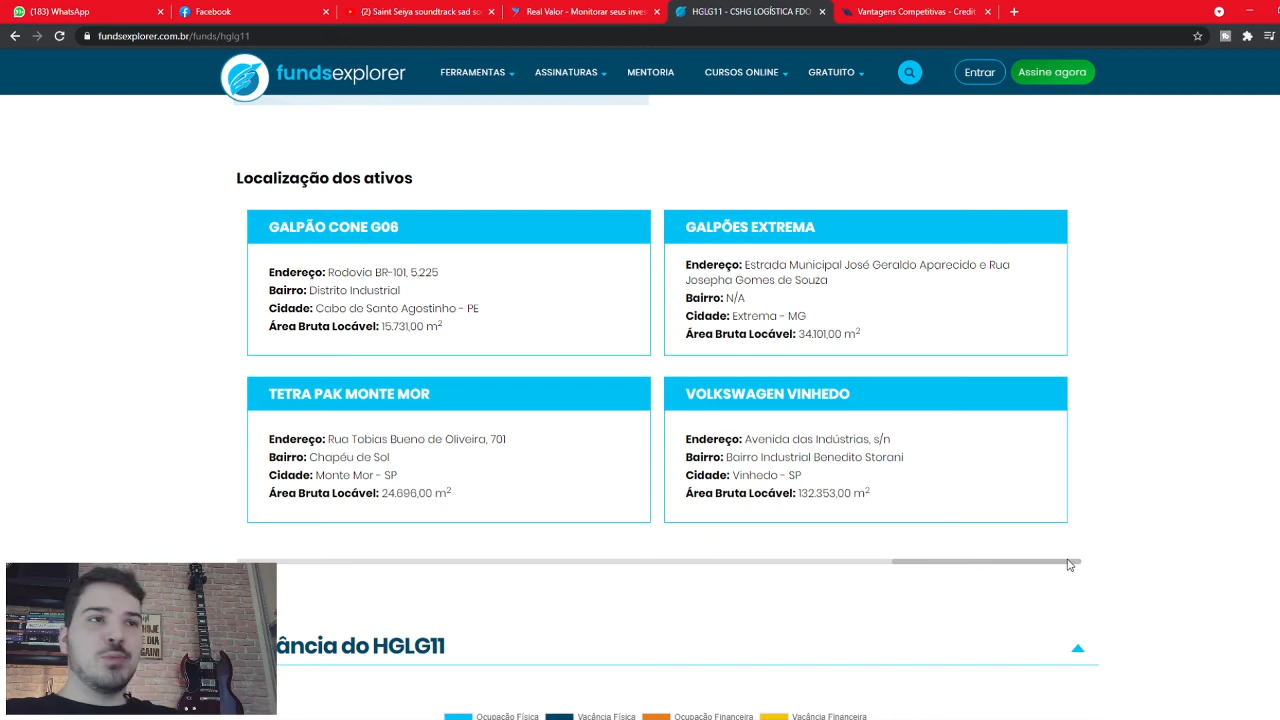 (183) WhatsApp
Facebook
(2) Saint Seiya soundtrack sad so
Real Valor - Monitorar seus inves
HGLG11 - CSHG LOGÍSTICA FDO
Vantagens Competitivas - Credit
fundsexplorer.com.br/funds/hglg11
fundsexplorer
FERRAMENTAS
ASSINATURAS
MENTORIA
CURSOS ONLINE
GRATUITO
Entrar
Assine agora
Localização dos ativos
GALPÃO CONE G06
Endereço: Rodovia BR-101, 5.225
Bairro: Distrito Industrial
Cidade: Cabo de Santo Agostinho - PE
Área Bruta Locável: 15.731,00 m²
GALPÕES EXTREMA
Endereço: Estrada Municipal José Geraldo Aparecido e Rua
Josepha Gomes de Souza
Bairro: N/A
Cidade: Extrema - MG
Área Bruta Locável: 34.101,00 m²
TETRA PAK MONTE MOR
Endereço: Rua Tobias Bueno de Oliveira, 701
Bairro: Chapéu de Sol
Cidade: Monte Mor - SP
Área Bruta Locável: 24.696,00 m²
VOLKSWAGEN VINHEDO
Endereço: Avenida das Indústrias, s/n
Bairro: Bairro Industrial Benedito Storani
Cidade: Vinhedo - SP
Área Bruta Locável: 132.353,00 m²
ância do HGLG11
Ocupação Física
Vacância Física
Ocupação Financeira
Vacância Financeira